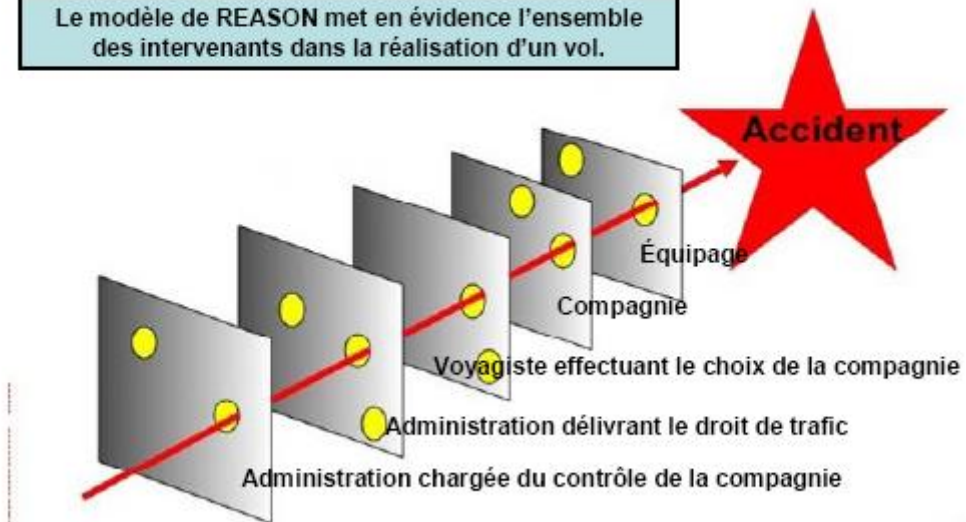 Le modèle de REASON met en évidence l'ensemble
des intervenants dans la réalisation d'un vol.
Accident
Équipage
Compagnie
Voyagiste effectuant le choix de la compagnie
Administration délivrant le droit de trafic
Administration chargée du contrôle de la compagnie